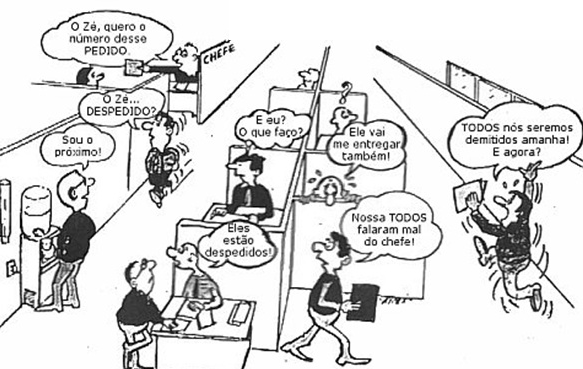 O Zé, quero o
número desse
PEDIDO.
CHEFE
O Zé...
DESPEDIDO?
Sou o
próximo!
E eu?
O que faço?
?
Ele vai
me entregar
também!
TODOS nós seremos
demitidos amanha!
E agora?
Eles
estão
despedidos!
Nossa TODOS
falaram mal
do chefe!